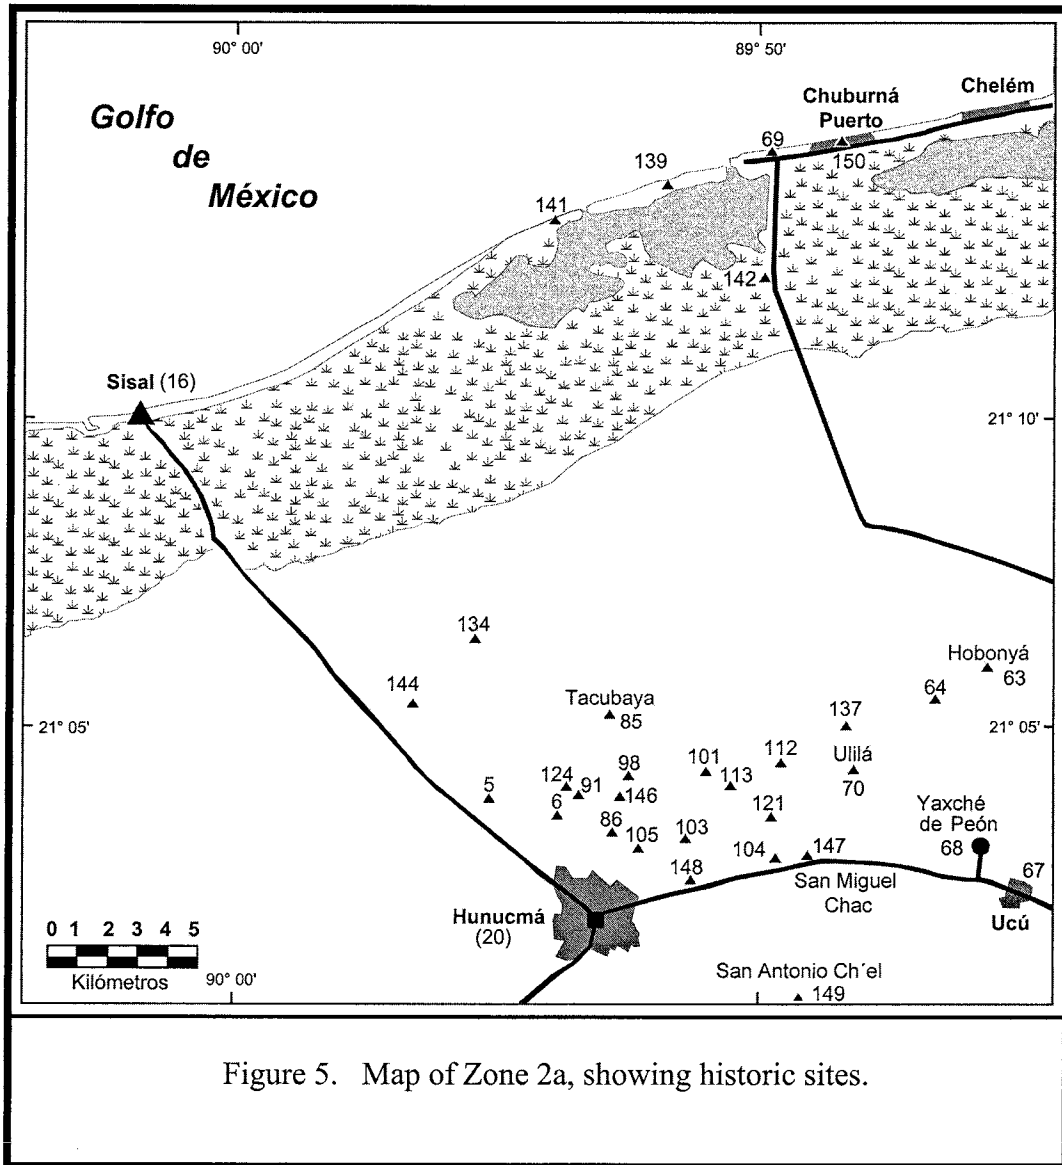 90° 00'
89° 50'
Golfo
de
México
Chelém
Chuburná
Puerto
69
150
139
141
142
Sisal (16)
21° 10'
134
144
Hobonyá
63
64
Tacubaya
85
137
21° 05'
21° 05'
Ulilá
70
112
101
113
98
124
91
146
5
6
86
105
103
121
Yaxché
de Peón
68
104
147
67
148
San Miguel
Chac
Ucú
Hunucmá
(20)
0 1 2 3 4 5
Kilómetros
90° 00'
San Antonio Ch´el
149
89° 50'
Figure 5. Map of Zone 2a, showing historic sites.